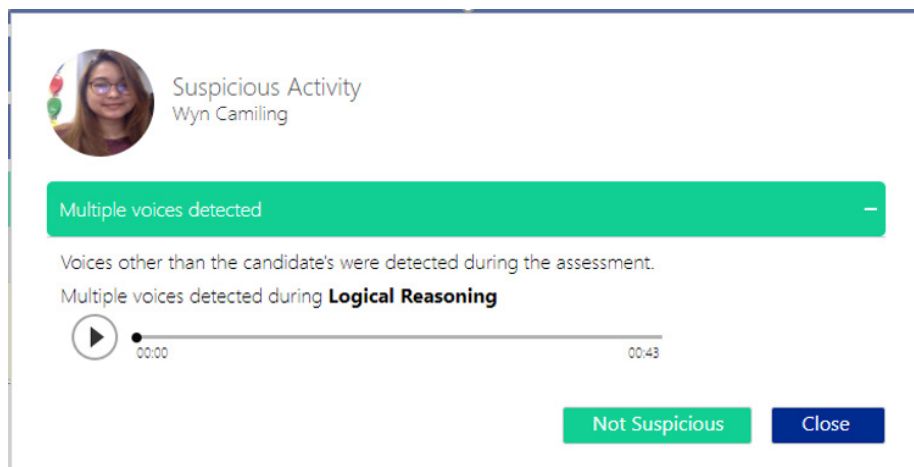 Suspicious Activity
Wyn Camiling
Multiple voices detected
Voices other than the candidate's were detected during the assessment.
Multiple voices detected during Logical Reasoning
00:00
00:43
Not Suspicious
Close